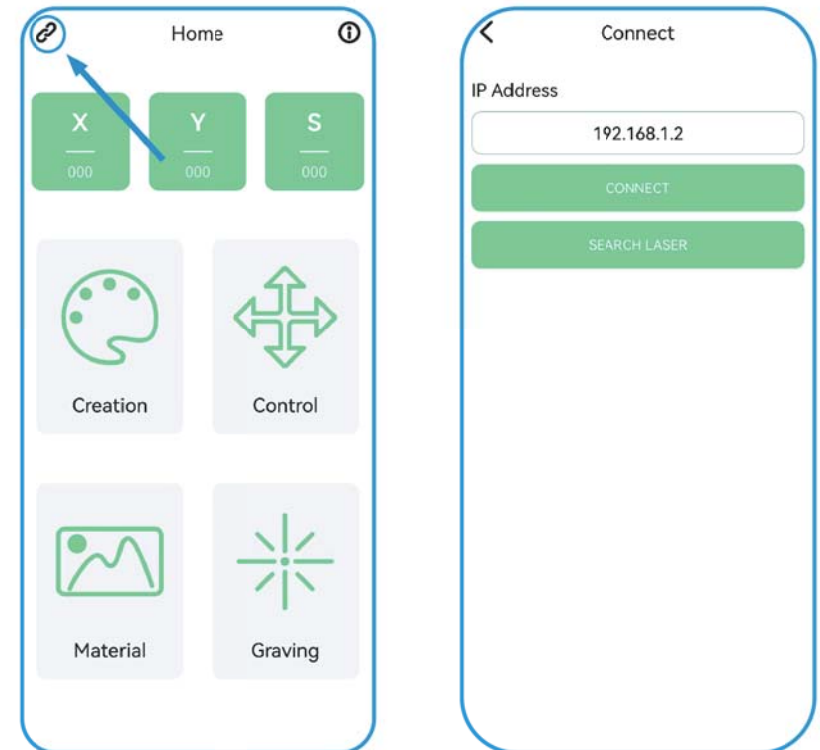 Home
X
000
Y
000
S
000
Creation
Control
Material
Graving
Connect
IP Address
192.168.1.2
CONNECT
SEARCH LASER